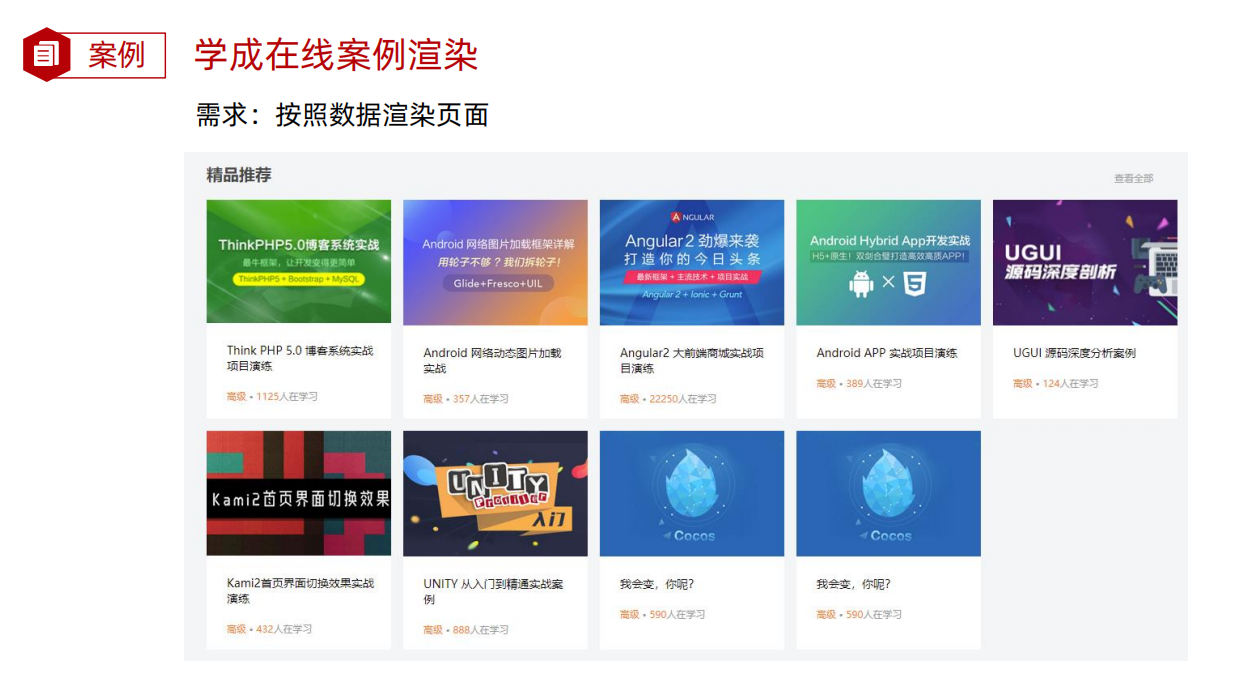 案例
学成在线案例渲染
需求：按照数据渲染页面
精品推荐
查看全部
ThinkPHP5.0博客系统实战
最牛框架，让开发变得更简单
ThinkPHP5 + Bootstrap + MySQL
Think PHP 5.0 博客系统实战
项目演练
高级 • 1125人在学习
Android 网络图片加载框架详解
用轮子不够？我们拆轮子！
Glide+Fresco+UIL
Android 网络动态图片加载
实战
高级 • 357人在学习
A NGULAR
Angular2 劲爆来袭
打造你的今日头条
最新框架 + 主流技术 + 项目实战
Angular 2 + Ionic + Grunt
Angular2 大前端商城实战项
目演练
高级 • 22250人在学习
Android Hybrid App开发实战
H5+原生！双剑合璧打造高效高质APP!
5
Android APP 实战项目演练
高级 • 389人在学习
UGUI
源码深度剖析
UGUI 源码深度分析案例
高级 • 124人在学习
Kami2首页界面切换效果
Kami2首页界面切换效果实战
演练
高级 • 432人在学习
UNITY
入门
UNITY 从入门到精通实战案
例
高级 • 888人在学习
Cocos
我会变，你呢?
高级 • 590人在学习
Cocos
我会变，你呢?
高级 • 590人在学习